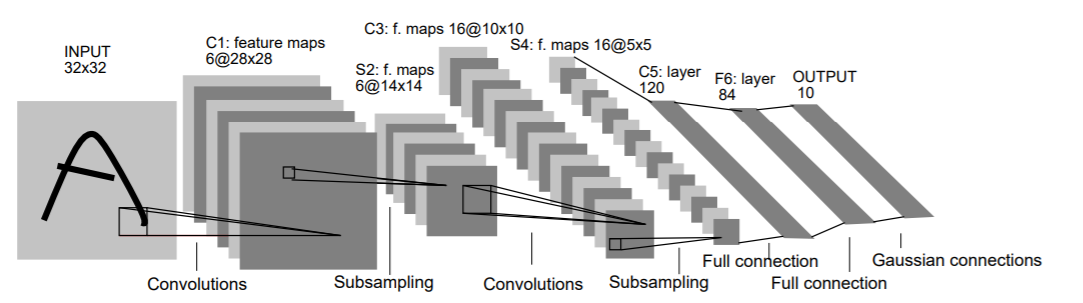 INPUT
32x32
C1: feature maps
6@28x28
S2: f. maps
6@14x14
C3: f. maps 16@10x10
S4: f. maps 16@5x5
C5: layer
120
F6: layer
84
OUTPUT
10
Convolutions
Subsampling
Convolutions
Subsampling
Full connection
Full connection
Gaussian connections